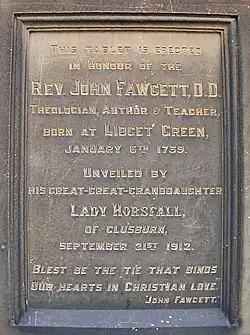 THIS TABLET IS ERECTED
IN HONOUR OF THE
REV. JOHN FAWCETT, D.D.
THEOLOGIAN, AUTHOR & TEACHER,
BORN AT LIDGET GREEN,
JANUARY 6TH 1739.
UNVEILED BY
HIS GREAT-GREAT-GRANDDAUGHTER
LADY HORSFALL,
OF GLUSBURN,
SEPTEMBER 21ST 1912.
BLEST BE THE TIE THAT BINDS
OUR HEARTS IN CHRISTIAN LOVE.
JOHN FAWCETT.